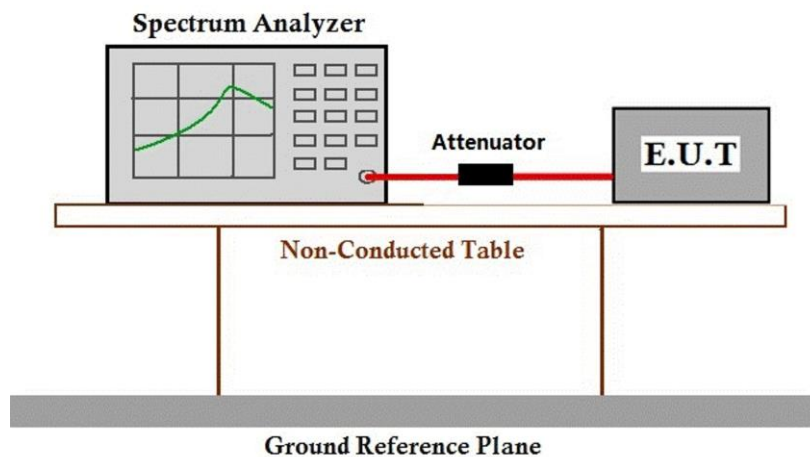 Spectrum Analyzer
Attenuator
E.U.T
Non-Conducted Table
Ground Reference Plane